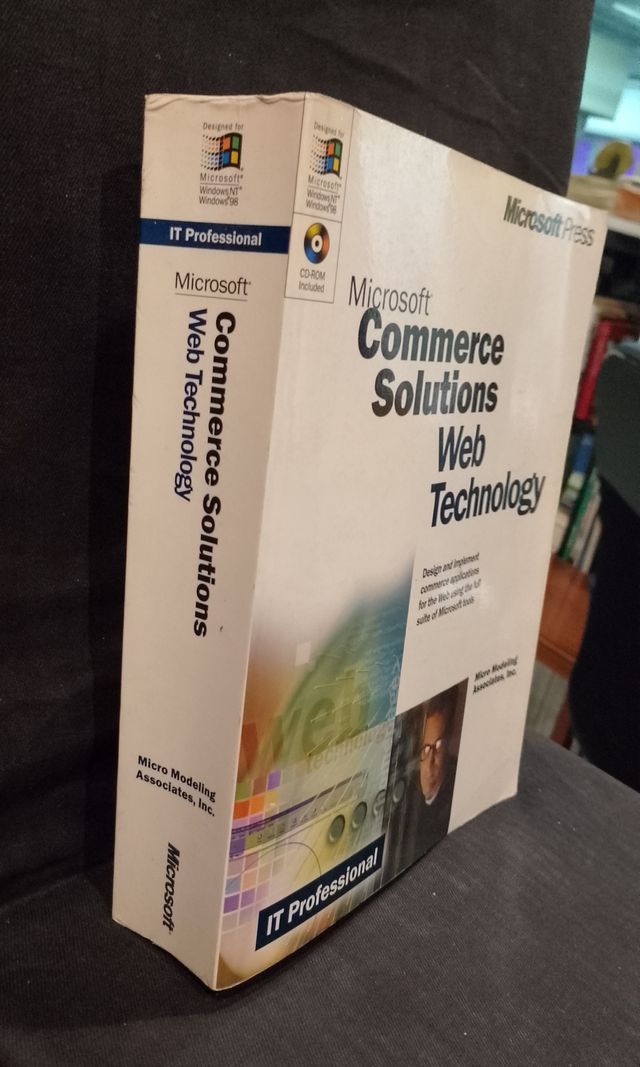 Designed for
Microsoft®
Windows NT®
Windows®98
IT Professional
Microsoft®
Commerce Solutions
Web Technology
Micro Modeling
Associates, Inc.
Microsoft®
Designed for
Microsoft®
Windows NT®
Windows®98
CD-ROM
Included
Microsoft Press
Microsoft®
Commerce
Solutions
Web
Technology
Design and implement
commerce applications
for the Web using the full
suite of Microsoft tools
Micro Modeling
Associates, Inc.
web
IT Professional